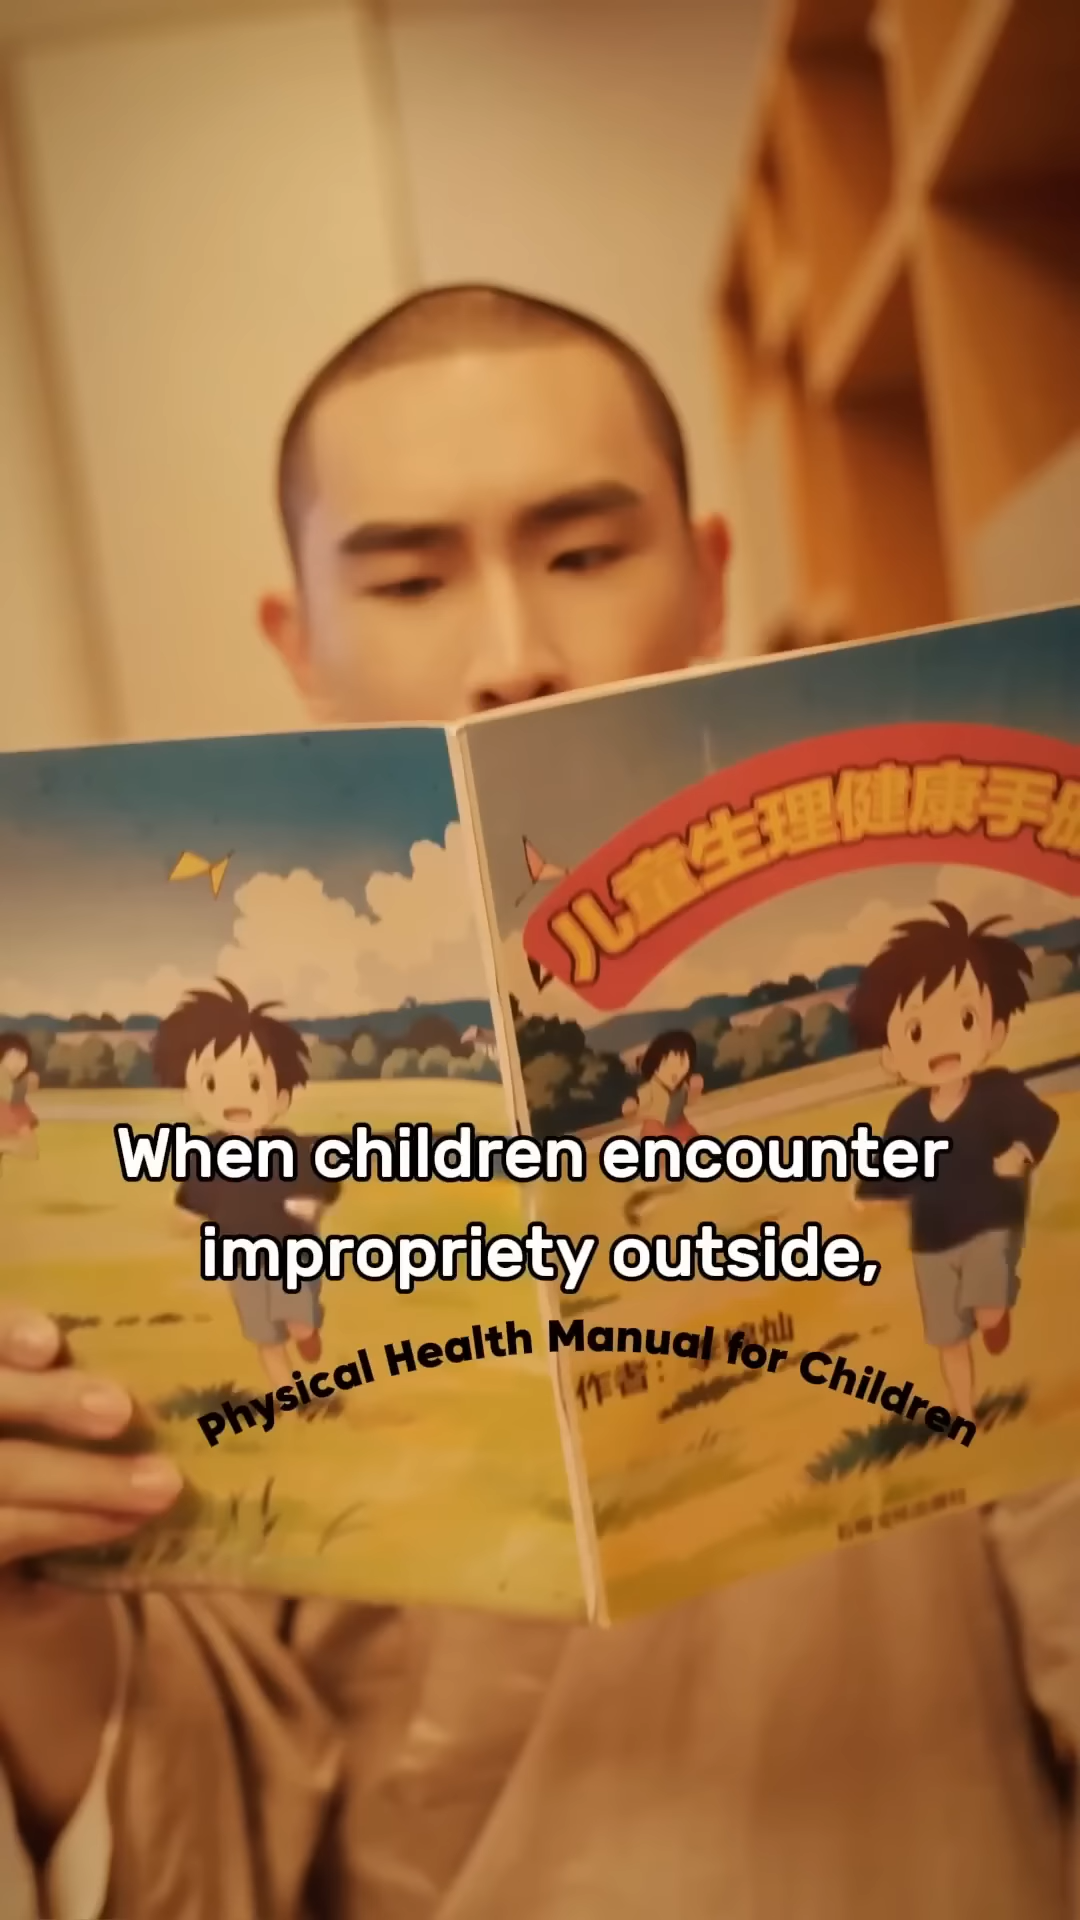 儿童生理健康手册
When children encounter
impropriety outside,
Physical Health Manual for Children
作者: